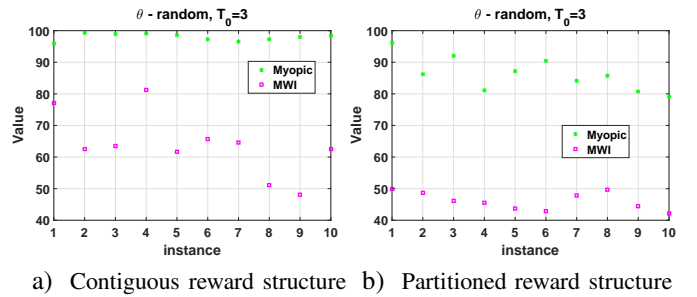 θ - random, T0=3
Value
100
90
80
70
60
50
40
Myopic
MWI
1 2 3 4 5 6 7 8 9 10
instance
a) Contiguous reward structure
θ - random, T0=3
Value
100
90
80
70
60
50
40
Myopic
MWI
1 2 3 4 5 6 7 8 9 10
instance
b) Partitioned reward structure